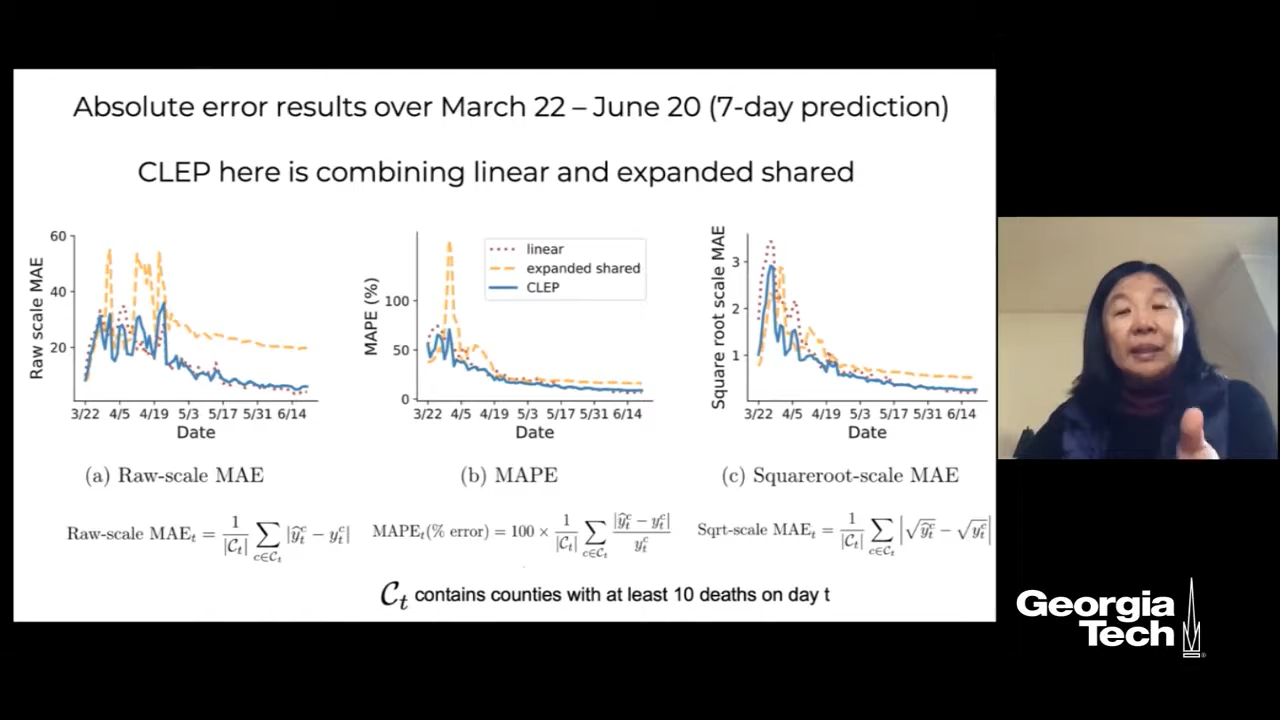 Absolute error results over March 22 – June 20 (7-day prediction)
CLEP here is combining linear and expanded shared
Raw scale MAE
60
40
20
3/22 4/5 4/19 5/3 5/17 5/31 6/14
Date
MAPE (%)
100
50
0
linear
expanded shared
CLEP
3/22 4/5 4/19 5/3 5/17 5/31 6/14
Date
Square root scale MAE
3
2
1
3/22 4/5 4/19 5/3 5/17 5/31 6/14
Date
(a) Raw-scale MAE
(b) MAPE
(c) Squareroot-scale MAE
Raw-scale MAE_t = 1/|C_t| ∑_{c∈C_t} |ŷ_t^c − y_t^c|
MAPE_t(% error) = 100 × 1/|C_t| ∑_{c∈C_t} |ŷ_t^c − y_t^c| / y_t^c
Sqrt-scale MAE_t = 1/|C_t| ∑_{c∈C_t} |√ŷ_t^c − √y_t^c|
C_t contains counties with at least 10 deaths on day t
Georgia
Tech